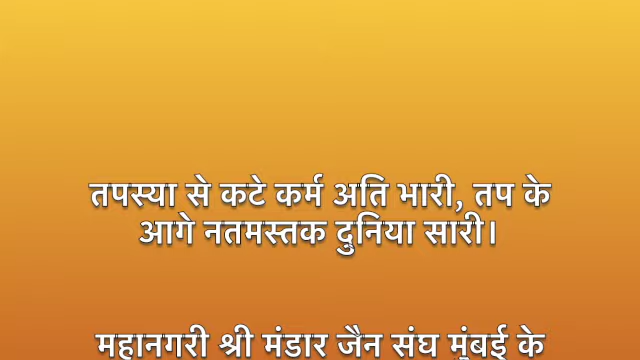 तपस्या से कटे कर्म अति भारी, तप के
आगे नतमस्तक दुनिया सारी।
महानगरी श्री मंडार जैन संघ मुंबई के